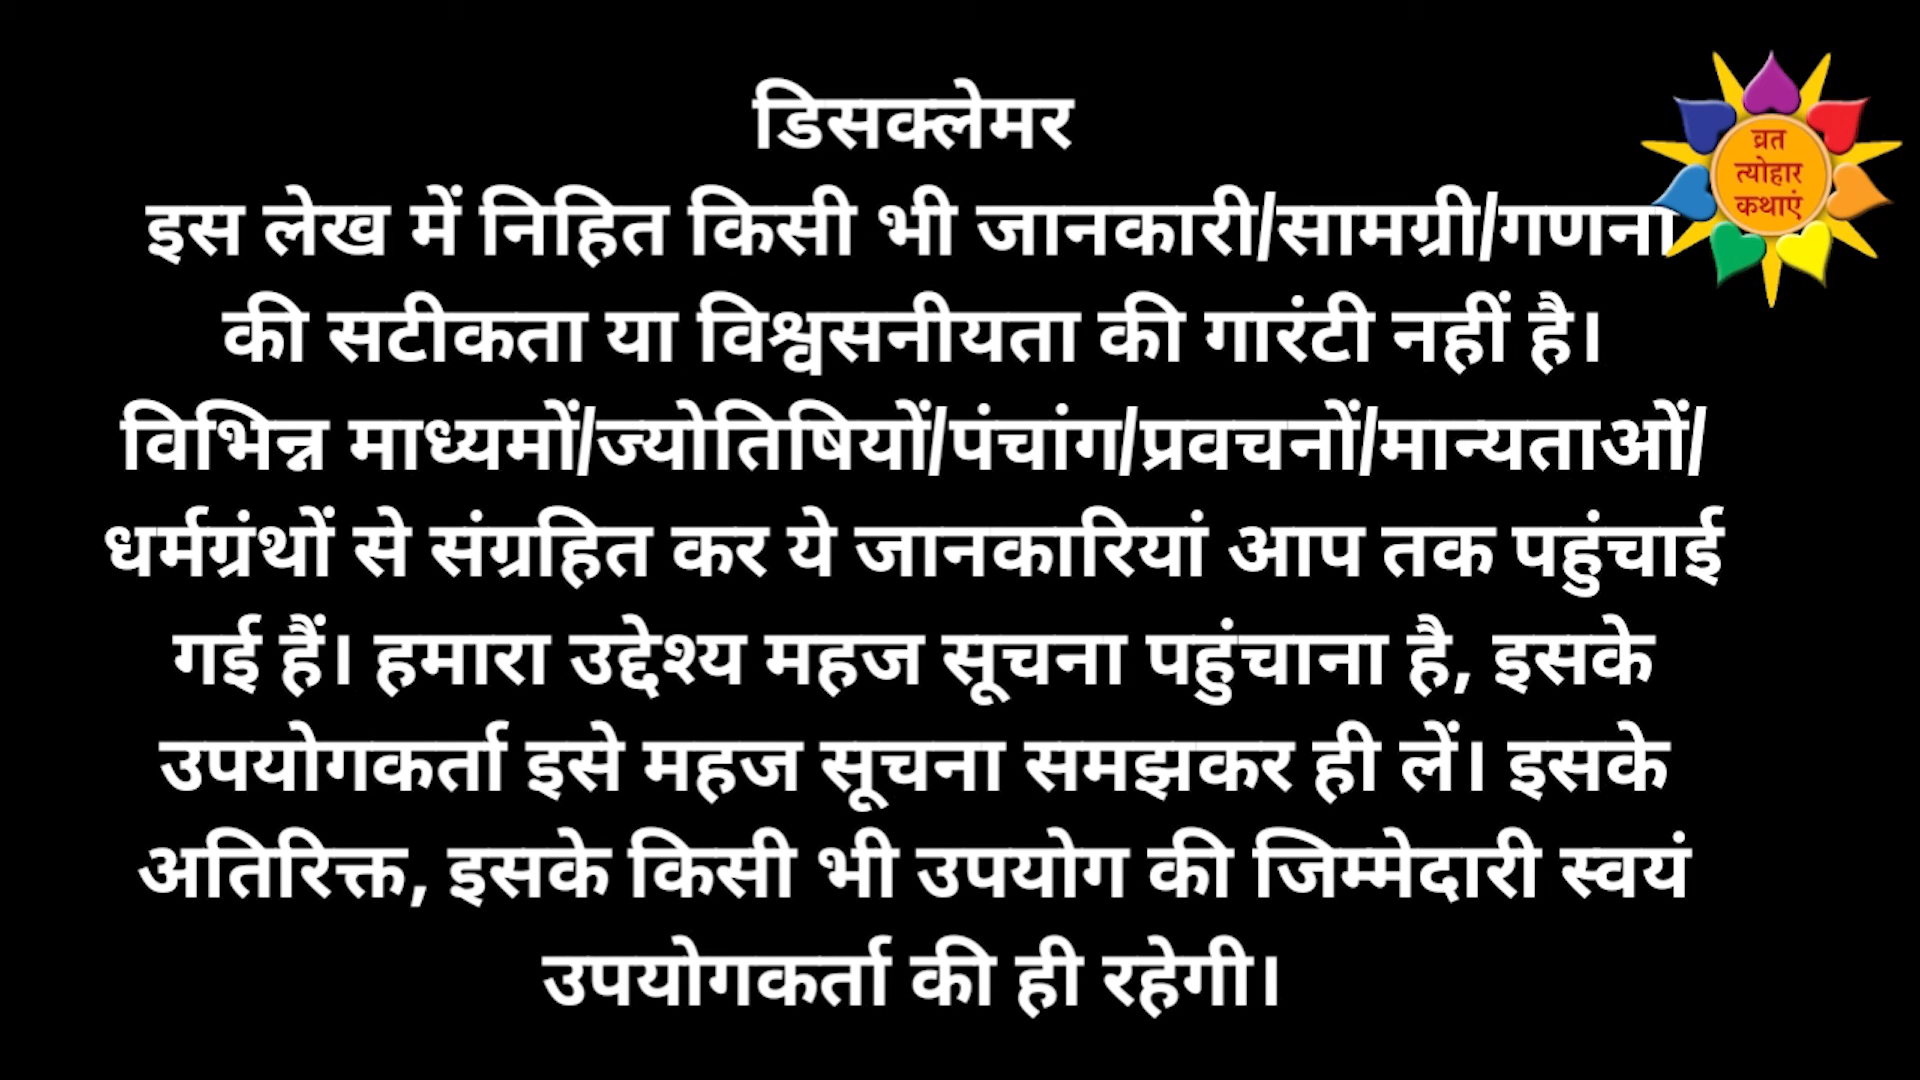 डिसक्लेमर
इस लेख में निहित किसी भी जानकारी/सामग्री/गणना
की सटीकता या विश्वसनीयता की गारंटी नहीं है।
विभिन्न माध्यमों/ज्योतिषियों/पंचांग/प्रवचनों/मान्यताओं/
धर्मग्रंथों से संग्रहित कर ये जानकारियां आप तक पहुंचाई
गई हैं। हमारा उद्देश्य महज सूचना पहुंचाना है, इसके
उपयोगकर्ता इसे महज सूचना समझकर ही लें। इसके
अतिरिक्त, इसके किसी भी उपयोग की जिम्मेदारी स्वयं
उपयोगकर्ता की ही रहेगी।
व्रत
त्योहार
कथाएं